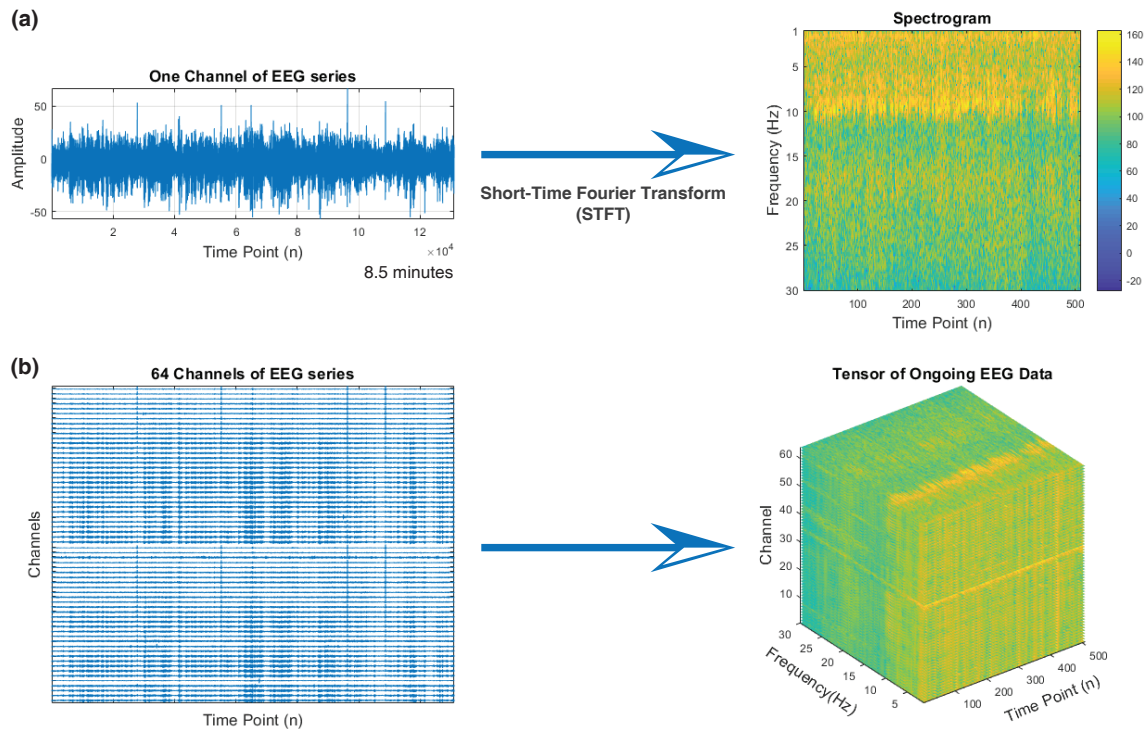 (a)
One Channel of EEG series
Amplitude
50
0
-50
2
4
6
8
10
12
×10⁴
Time Point (n)
8.5 minutes
Short-Time Fourier Transform
(STFT)
Spectrogram
Frequency (Hz)
1
5
10
15
20
25
30
100
200
300
400
500
Time Point (n)
160
140
120
100
80
60
40
20
0
-20
(b)
64 Channels of EEG series
Channels
Time Point (n)
Tensor of Ongoing EEG Data
Channel
60
50
40
30
20
10
30
25
20
15
10
5
Frequency(Hz)
100
200
300
400
500
Time Point (n)